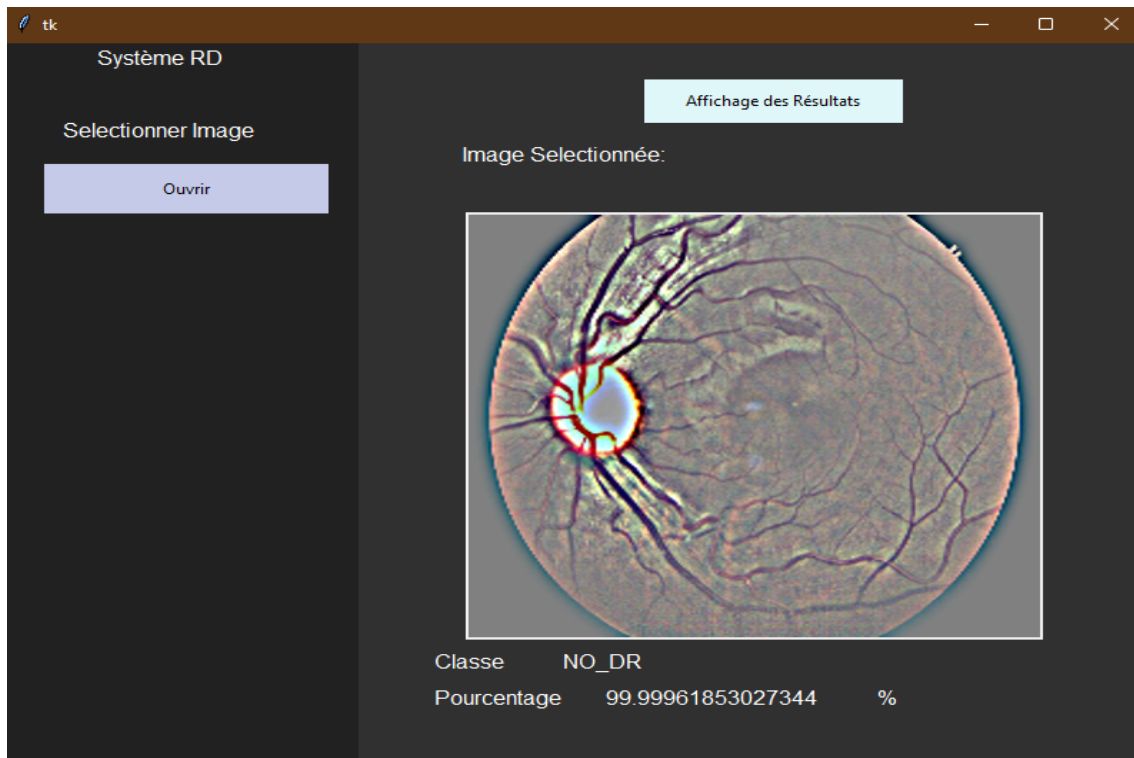 tk
Système RD
Selectionner Image
Ouvrir
Affichage des Résultats
Image Selectionnée:
Classe NO_DR
Pourcentage 99.99961853027344 %